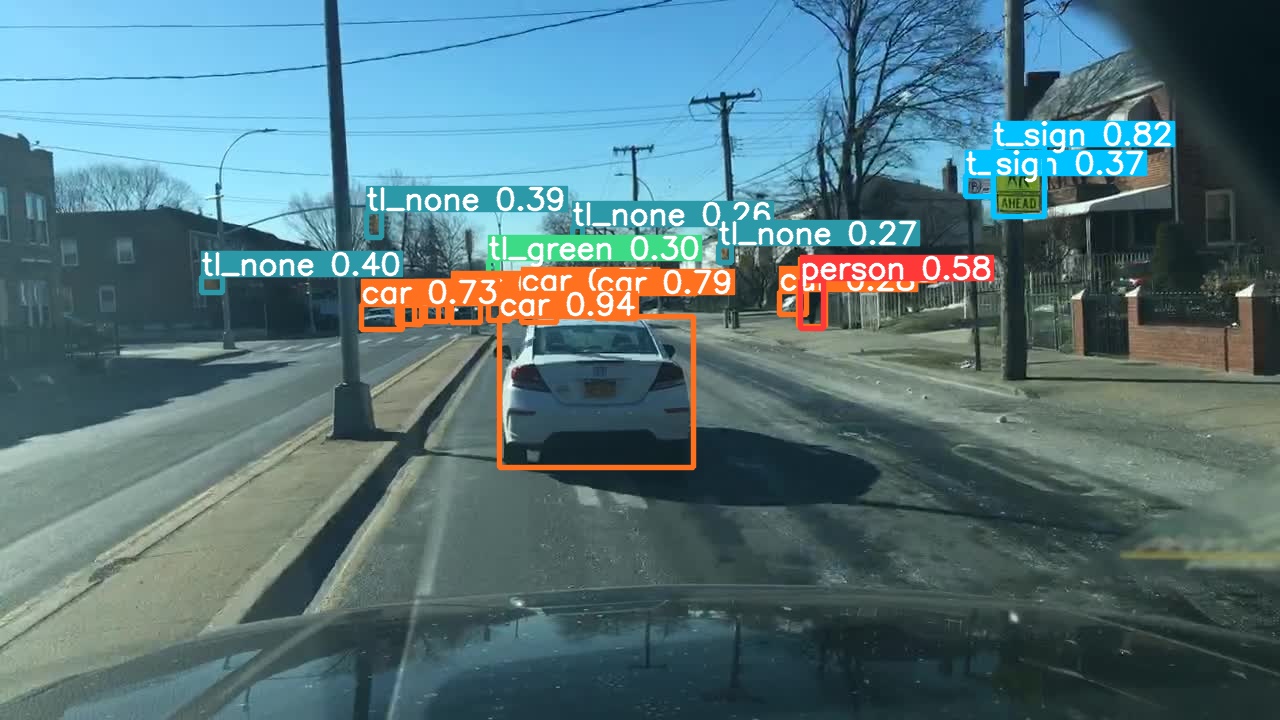 t_sign 0.82
t_sign 0.37
AHEAD
tl_none 0.39
tl_none 0.26
tl_none 0.27
tl_green 0.30
tl_none 0.40
person 0.58
car 0.73
car
car 0.79
car 0.94